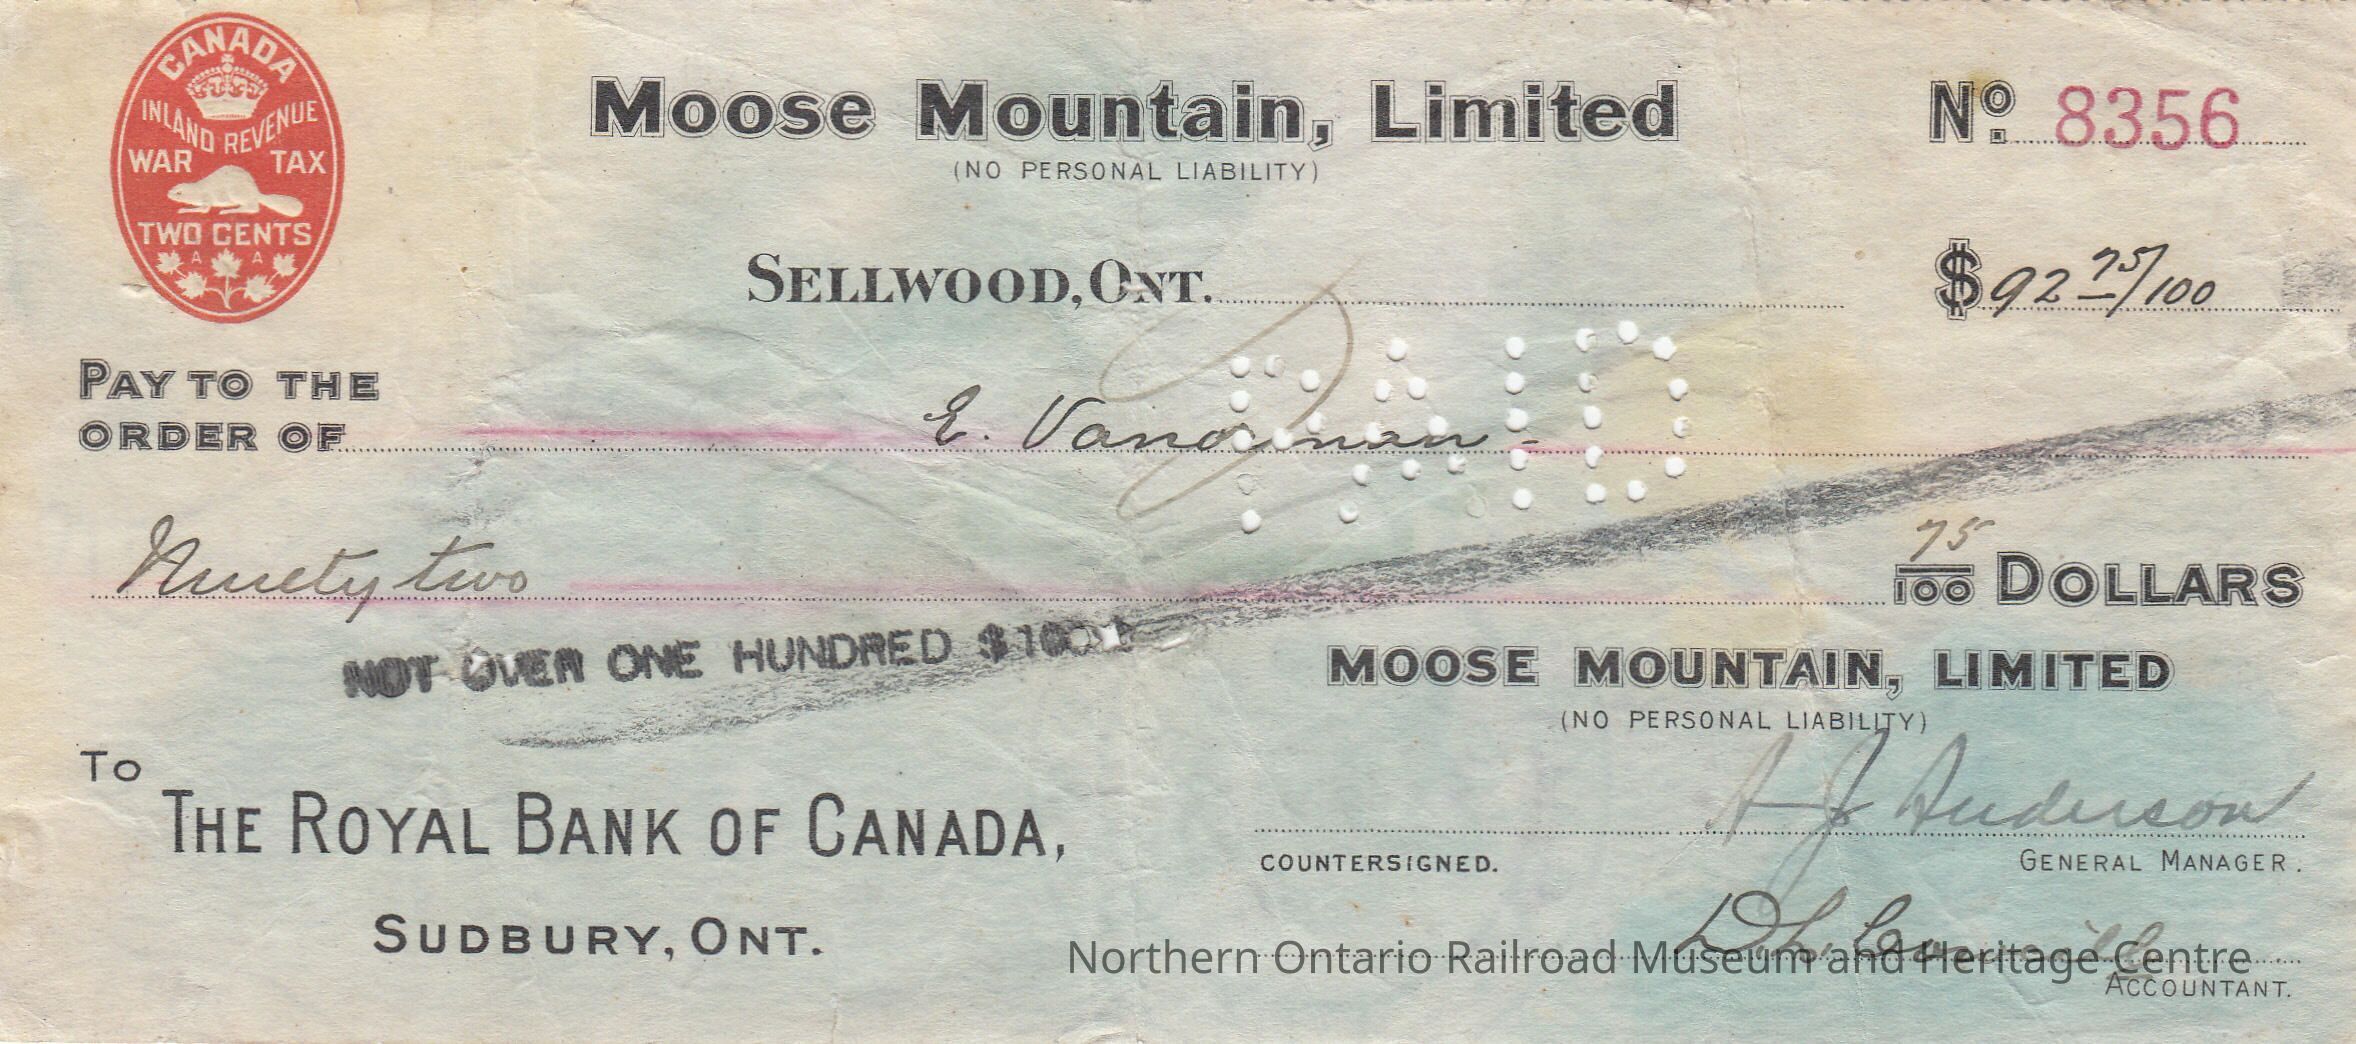 CANADA
INLAND REVENUE
WAR TAX
TWO CENTS
A A
Moose Mountain, Limited
(NO PERSONAL LIABILITY)
No. 8356
SELLWOOD, ONT.
$ 92 75/100
PAY TO THE
ORDER OF E.
PAID
Ninety two 75/100 DOLLARS
NOT OVER ONE HUNDRED $100
MOOSE MOUNTAIN, LIMITED
(NO PERSONAL LIABILITY)
To
THE ROYAL BANK OF CANADA,
SUDBURY, ONT.
A J Anderson
COUNTERSIGNED.
GENERAL MANAGER.
D. L.
Northern Ontario Railroad Museum and Heritage Centre
ACCOUNTANT.